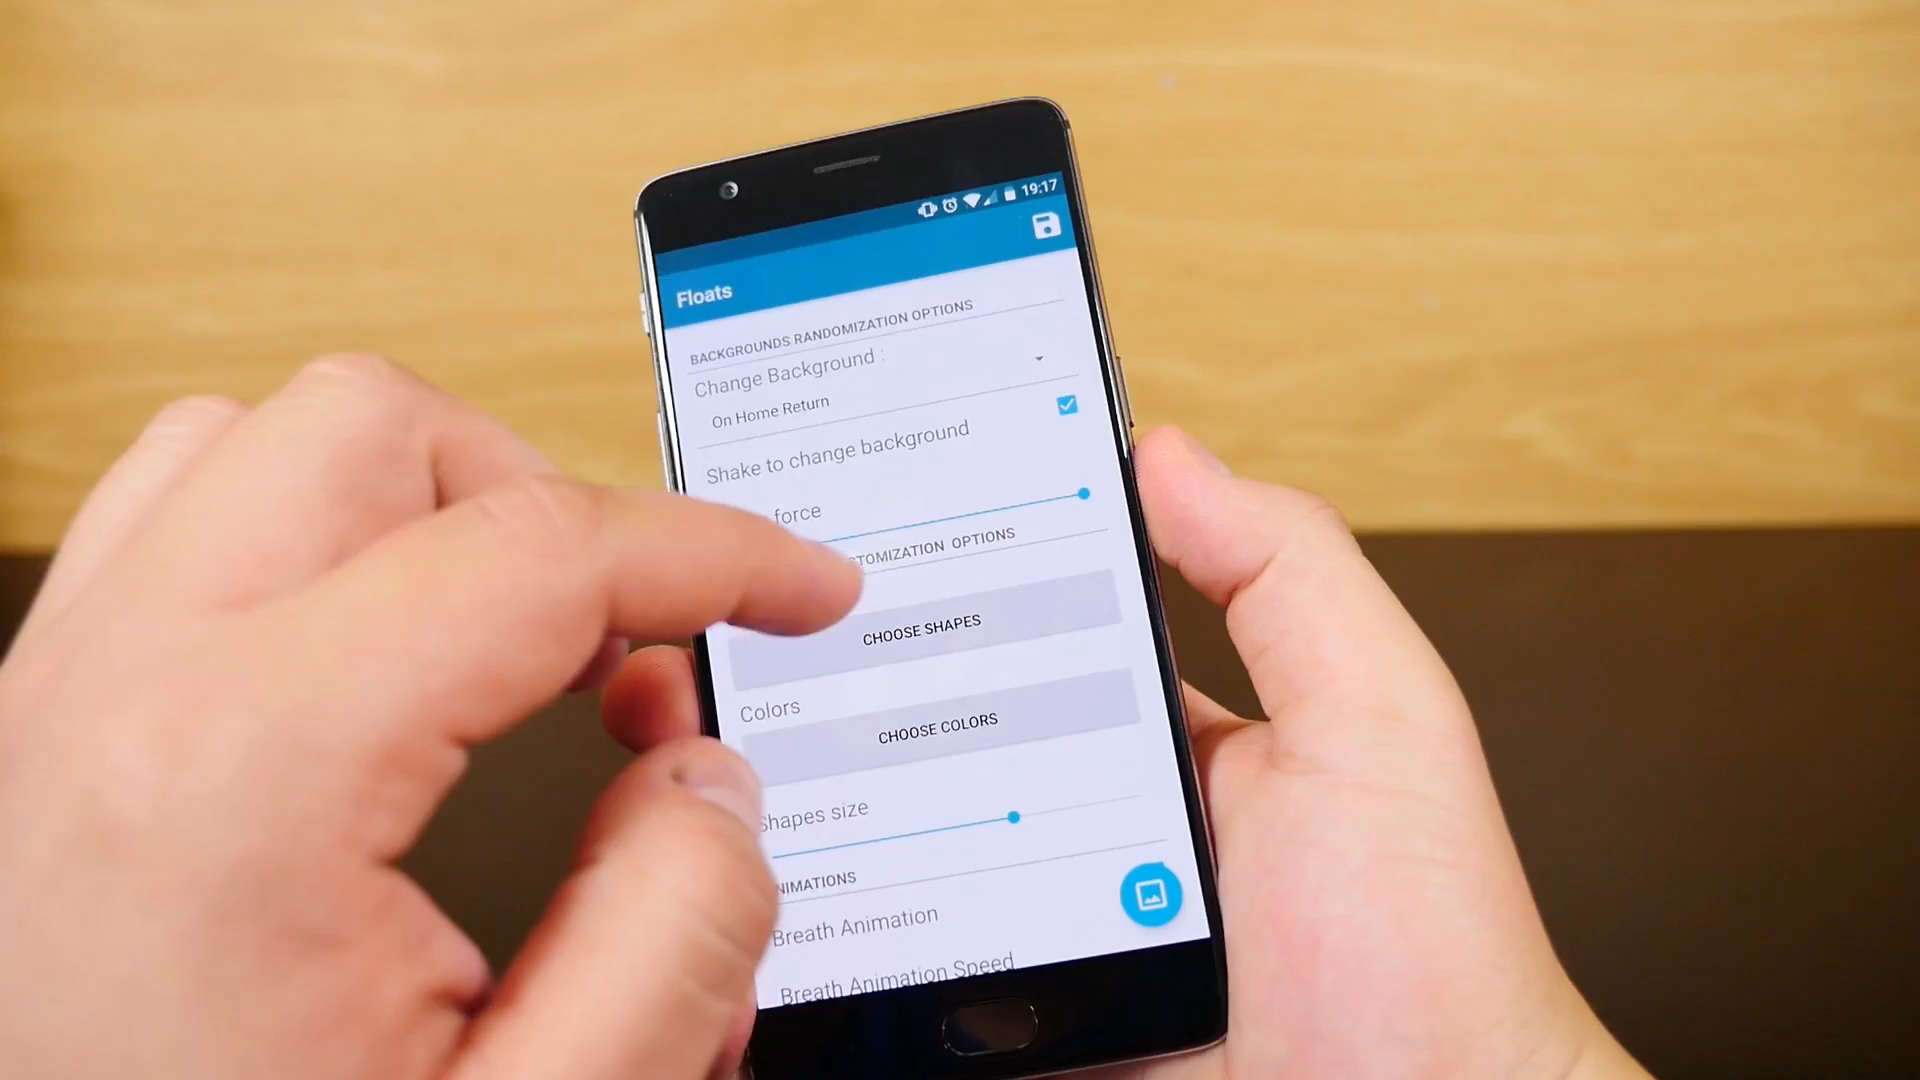 19:17
Floats
BACKGROUNDS RANDOMIZATION OPTIONS
Change Background :
On Home Return
Shake to change background
force
OPTIONS
CHOOSE SHAPES
Colors
CHOOSE COLORS
size
Breath Animation
Breath Animation Speed